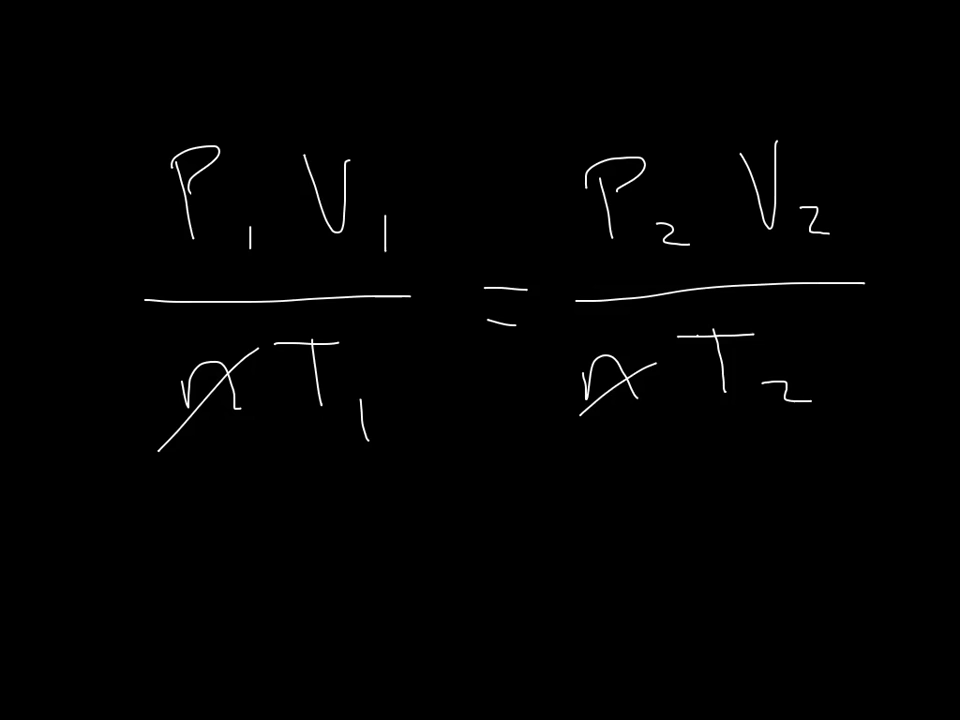 P₁ V₁ = P₂ V₂
n T₁ n T₂